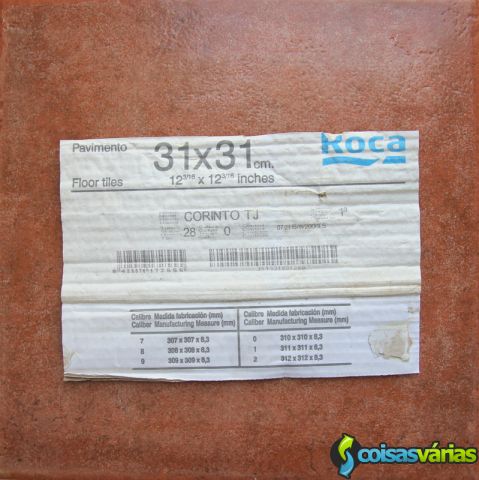 Pavimento 31x31 cm. Roca
Floor tiles 12 3/16 x 12 3/16 inches
CORINTO TJ 1ª
28 0
Calibre Medida fabricación (mm) Calibre Medida fabricación (mm)
Caliber Manufacturing Measure (mm) Caliber Manufacturing Measure (mm)
7 307 x 307 x 8,3 0 310 x 310 x 8,3
8 308 x 308 x 8,3 1 311 x 311 x 8,3
9 309 x 309 x 8,3 2 312 x 312 x 8,3
coisasvárias